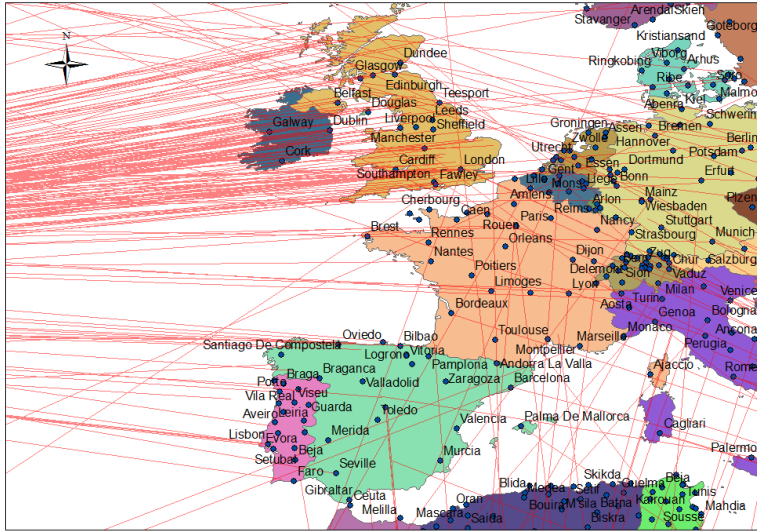 Arendal
Skien
Stavanger
Kristiansand
Goteborg
Viborg
Ringkobing
Arhus
Ribe
Soro
Malmo
Abenra
Kiel
Dundee
Glasgow
Edinburgh
Teesport
Belfast
Douglas
Leeds
Galway
Dublin
Liverpool
Sheffield
Manchester
Cork
Cardiff
London
Southampton
Fawley
Groningen
Assen
Bremen
Schwerin
Zwolle
Hannover
Berlin
Utrecht
Potsdam
Dortmund
Gent
Essen
Erfurt
Lille
Mons
Liege
Bonn
Cherbourg
Amiens
Mainz
Plzen
Caen
Reims
Arlon
Wiesbaden
Brest
Rouen
Paris
Nancy
Stuttgart
Rennes
Orleans
Strasbourg
Munich
Nantes
Dijon
Zug
Chur
Salzburg
Poitiers
Delemont
Sion
Vaduz
Limoges
Lyon
Milan
Venice
Aosta
Turin
Bordeaux
Genoa
Bologna
Monaco
Ancona
Toulouse
Marseille
Perugia
Oviedo
Bilbao
Montpellier
Santiago De Compostela
Logrono
Vitoria
Andorra La Valla
Rome
Braga
Braganca
Pamplona
Ajaccio
Porto
Valladolid
Zaragoza
Barcelona
Vila Real
Viseu
Aveiro
Leiria
Guarda
Toledo
Palma De Mallorca
Cagliari
Lisbon
Evora
Merida
Valencia
Palermo
Setubal
Beja
Murcia
Faro
Seville
Gibraltar
Ceuta
Blida
Medea
Setif
Skikda
Guelma
Beja
Melilla
Oran
Bouira
M'sila
Batna
Kairouan
Tunis
Mascara
Saida
Biskra
Sousse
Mahdia